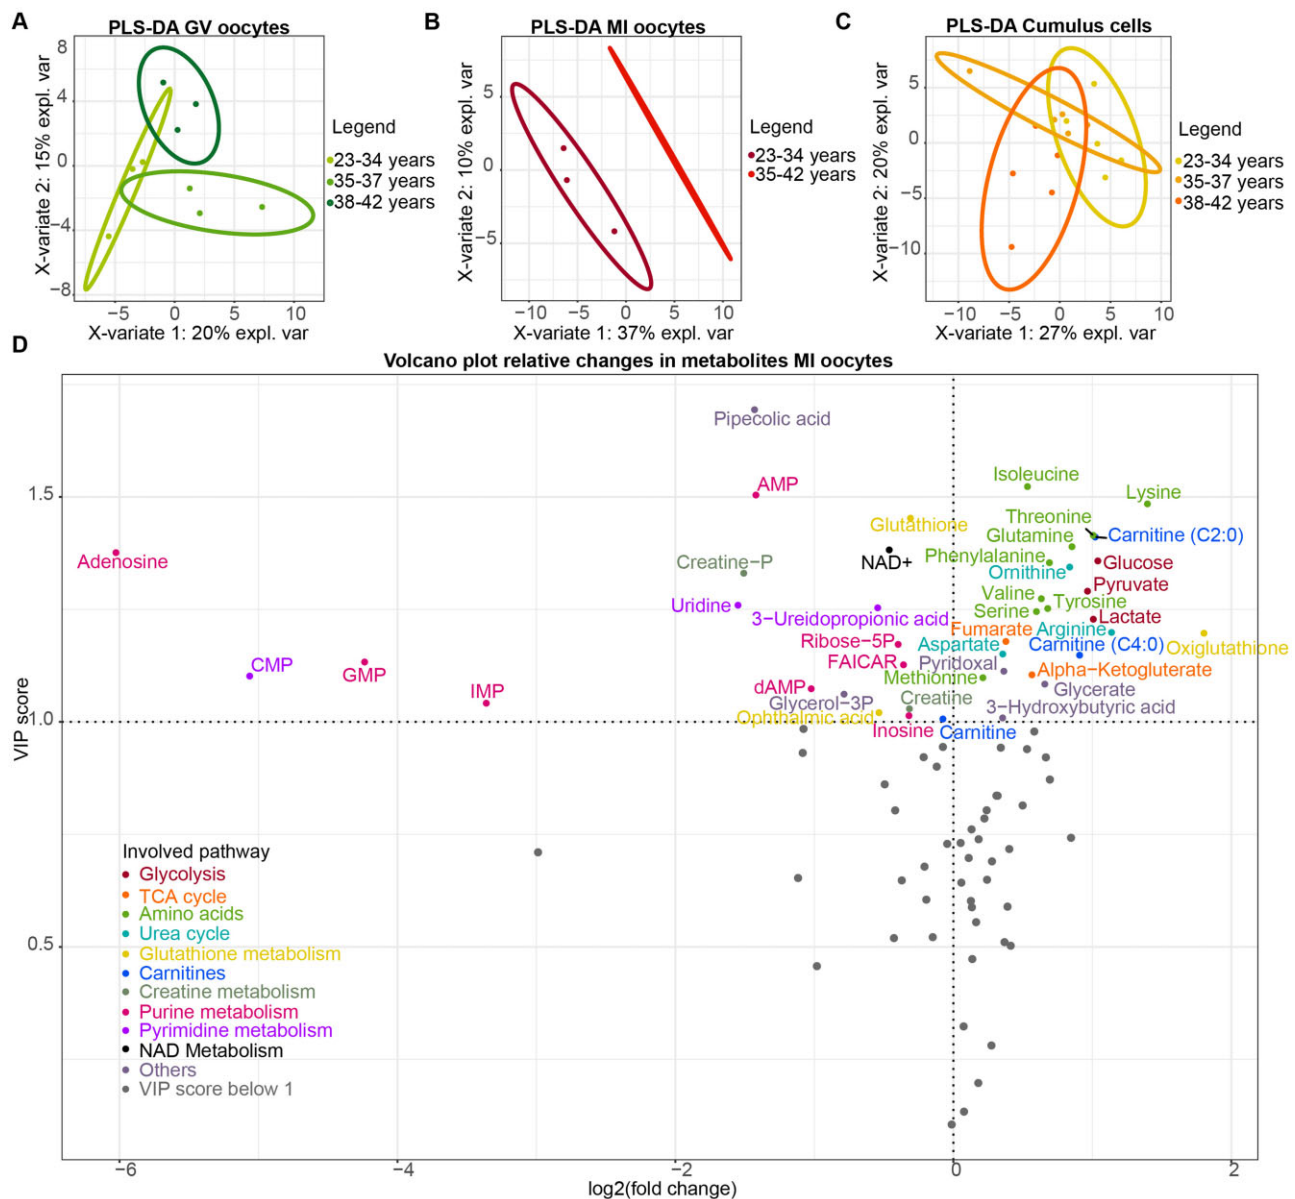 A
PLS-DA GV oocytes
8
4
0
−4
−8
X-variate 2: 15% expl. var
−5
0
5
10
X-variate 1: 20% expl. var
Legend
23-34 years
35-37 years
38-42 years
B
PLS-DA MI oocytes
5
0
−5
X-variate 2: 10% expl. var
−10
−5
0
5
10
X-variate 1: 37% expl. var
Legend
23-34 years
35-42 years
C
PLS-DA Cumulus cells
5
0
−5
−10
X-variate 2: 20% expl. var
−10
−5
0
5
10
X-variate 1: 27% expl. var
Legend
23-34 years
35-37 years
38-42 years
D
Volcano plot relative changes in metabolites MI oocytes
Pipecolic acid
Isoleucine
AMP
Lysine
1.5
Threonine
Glutathione
Glutamine
Carnitine (C2:0)
Adenosine
Creatine−P
NAD+
Phenylalanine
Glucose
Ornithine
Pyruvate
Valine
Tyrosine
Uridine
3−Ureidopropionic acid
Serine
Lactate
Fumarate
Arginine
Ribose−5P
Aspartate
Carnitine (C4:0)
Oxiglutathione
CMP
GMP
FAICAR
Pyridoxal
Alpha−Ketogluterate
Methionine
IMP
dAMP
Glycerate
Glycerol−3P
Creatine
3−Hydroxybutyric acid
Ophthalmic acid
1.0
Inosine
Carnitine
VIP score
0.5
Involved pathway
Glycolysis
TCA cycle
Amino acids
Urea cycle
Glutathione metabolism
Carnitines
Creatine metabolism
Purine metabolism
Pyrimidine metabolism
NAD Metabolism
Others
VIP score below 1
−6
−4
−2
0
2
log2(fold change)